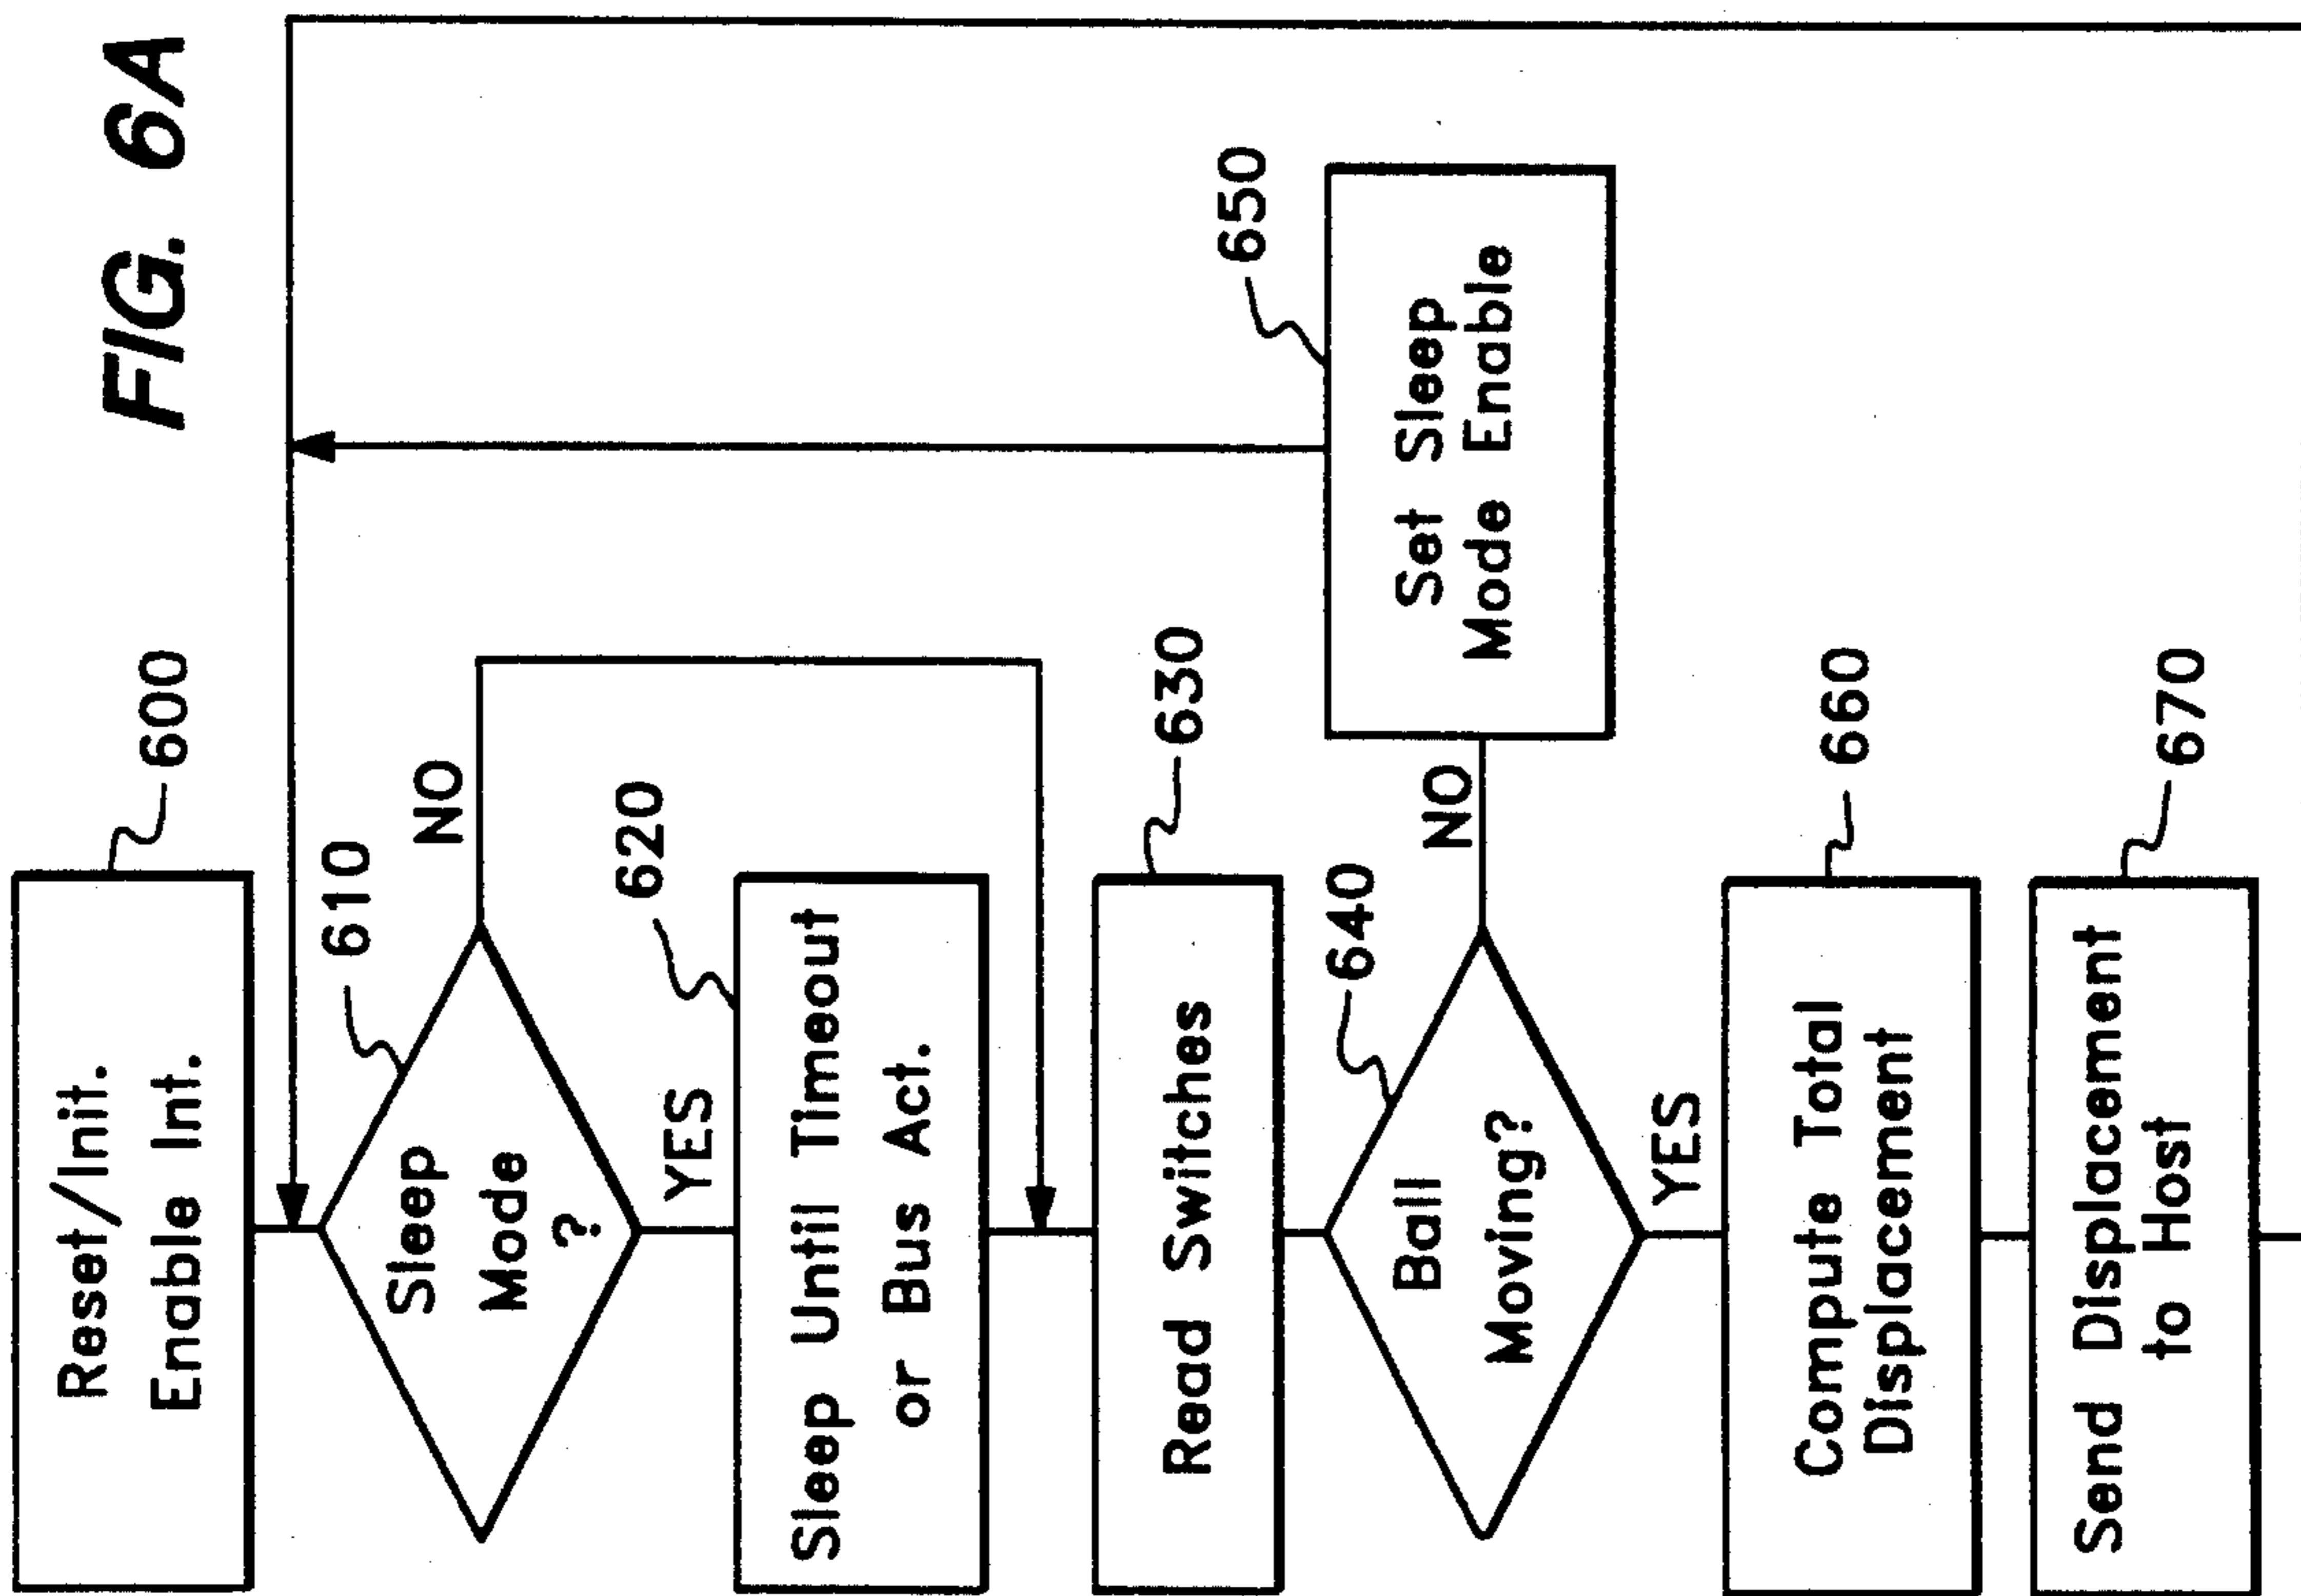 FIG. 6A
Reset/Init.
Enable Int.
600
Sleep
Mode
?
610
NO
YES
Sleep Until Timeout
or Bus Act.
620
Read Switches
630
Ball
Moving?
640
NO
Set Sleep
Mode Enable
650
YES
Compute Total
Displacement
660
Send Displacement
to Host
670